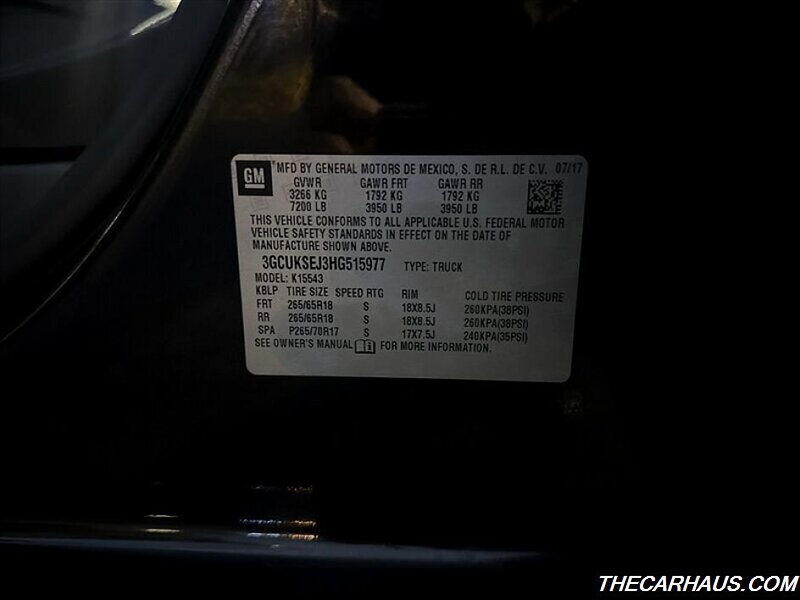 GM MFD BY GENERAL MOTORS DE MEXICO, S. DE R.L. DE C.V. 07/17
GVWR GAWR FRT GAWR RR
3266 KG 1792 KG 1792 KG
7200 LB 3950 LB 3950 LB
THIS VEHICLE CONFORMS TO ALL APPLICABLE U.S. FEDERAL MOTOR
VEHICLE SAFETY STANDARDS IN EFFECT ON THE DATE OF
MANUFACTURE SHOWN ABOVE.
3GCUKSEJ3HG515977 TYPE: TRUCK
MODEL: K15543
KBLP TIRE SIZE SPEED RTG RIM COLD TIRE PRESSURE
FRT 265/65R18 S 18X8.5J 260KPA(38PSI)
RR 265/65R18 S 18X8.5J 260KPA(38PSI)
SPA P265/70R17 S 17X7.5J 240KPA(35PSI)
SEE OWNER'S MANUAL FOR MORE INFORMATION.
THECARHAUS.COM